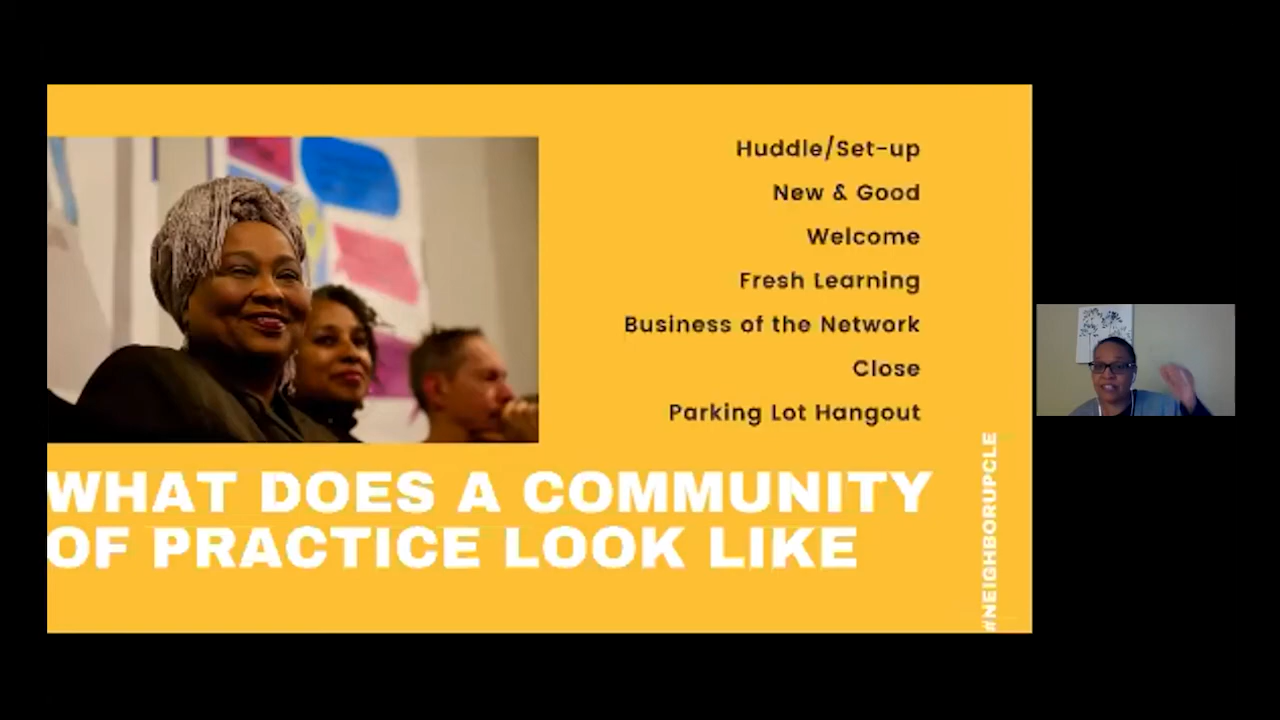 Huddle/Set-up
New & Good
Welcome
Fresh Learning
Business of the Network
Close
Parking Lot Hangout
WHAT DOES A COMMUNITY
OF PRACTICE LOOK LIKE
#NEIGHBORUPCLE